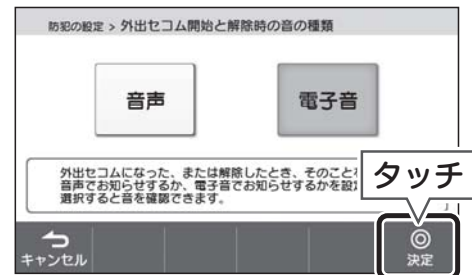 防犯の設定 > 外出セコム開始と解除時の音の種類
音声
電子音
外出セコムになった、または解除したとき、そのことを
音声でお知らせするか、電子音でお知らせするかを設
選択すると音を確認できます。
タッチ
キャンセル
決定